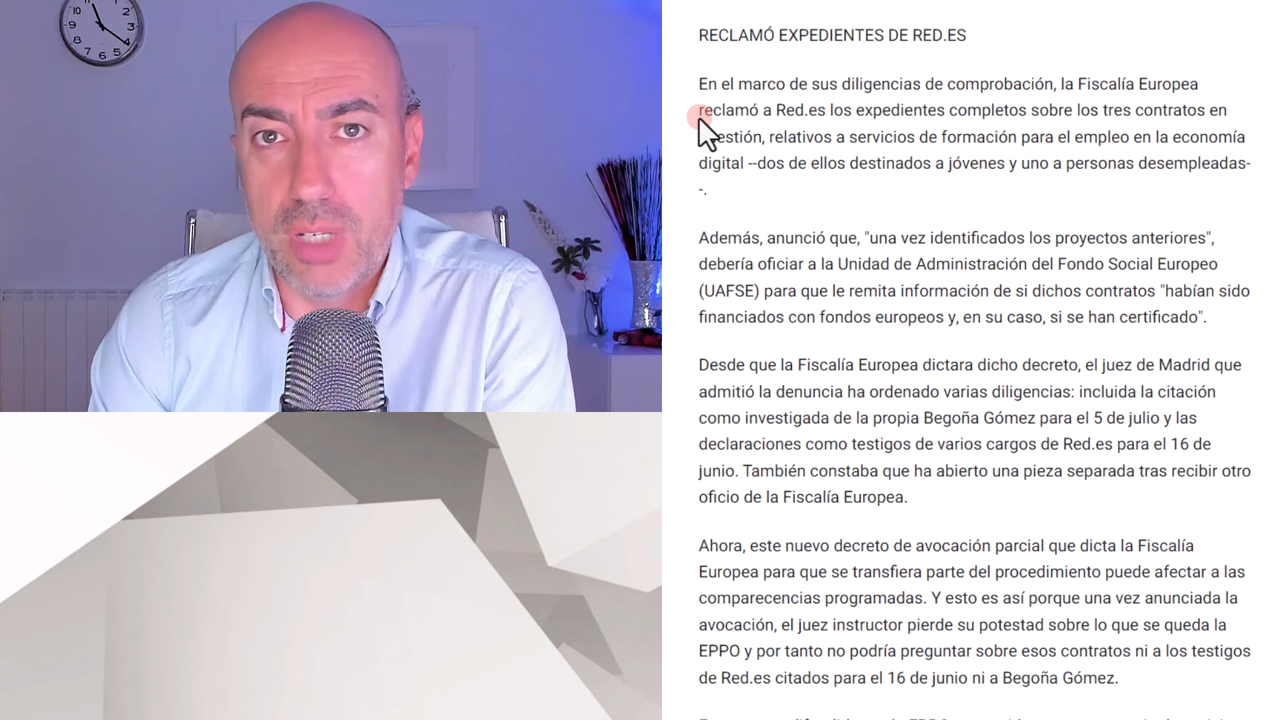 RECLAMÓ EXPEDIENTES DE RED.ES
En el marco de sus diligencias de comprobación, la Fiscalía Europea
reclamó a Red.es los expedientes completos sobre los tres contratos en
relativos a servicios de formación para el empleo en la economía
digital --dos de ellos destinados a jóvenes y uno a personas desempleadas-
-.
Además, anunció que, "una vez identificados los proyectos anteriores",
debería oficiar a la Unidad de Administración del Fondo Social Europeo
(UAFSE) para que le remita información de si dichos contratos "habían sido
financiados con fondos europeos y, en su caso, si se han certificado".
Desde que la Fiscalía Europea dictara dicho decreto, el juez de Madrid que
admitió la denuncia ha ordenado varias diligencias: incluida la citación
como investigada de la propia Begoña Gómez para el 5 de julio y las
declaraciones como testigos de varios cargos de Red.es para el 16 de
junio. También constaba que ha abierto una pieza separada tras recibir otro
oficio de la Fiscalía Europea.
Ahora, este nuevo decreto de avocación parcial que dicta la Fiscalía
Europea para que se transfiera parte del procedimiento puede afectar a las
comparecencias programadas. Y esto es así porque una vez anunciada la
avocación, el juez instructor pierde su potestad sobre lo que se queda la
EPPO y por tanto no podría preguntar sobre esos contratos ni a los testigos
de Red.es citados para el 16 de junio ni a Begoña Gómez.